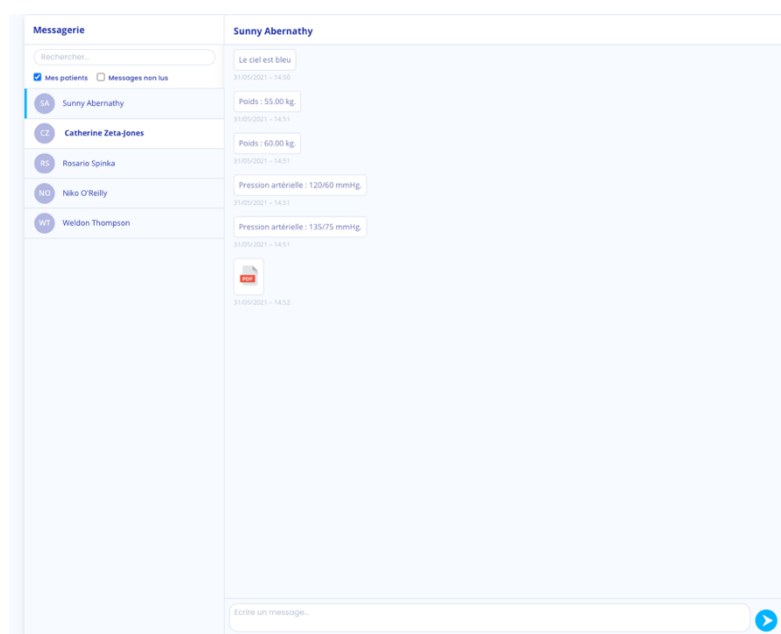 Messagerie
Rechercher...
Mes patients
Messages non lus
SA
Sunny Abernathy
CZ
Catherine Zeta-Jones
RS
Rosario Spinka
NO
Niko O'Reilly
WT
Weldon Thompson
Sunny Abernathy
Le ciel est bleu
31/05/2021 – 14:50
Poids : 55.00 kg.
31/05/2021 – 14:51
Poids : 60.00 kg.
31/05/2021 – 14:51
Pression artérielle : 120/60 mmHg.
31/05/2021 – 14:51
Pression artérielle : 135/75 mmHg.
31/05/2021 – 14:51
PDF
31/05/2021 – 14:52
Ecrire un message...